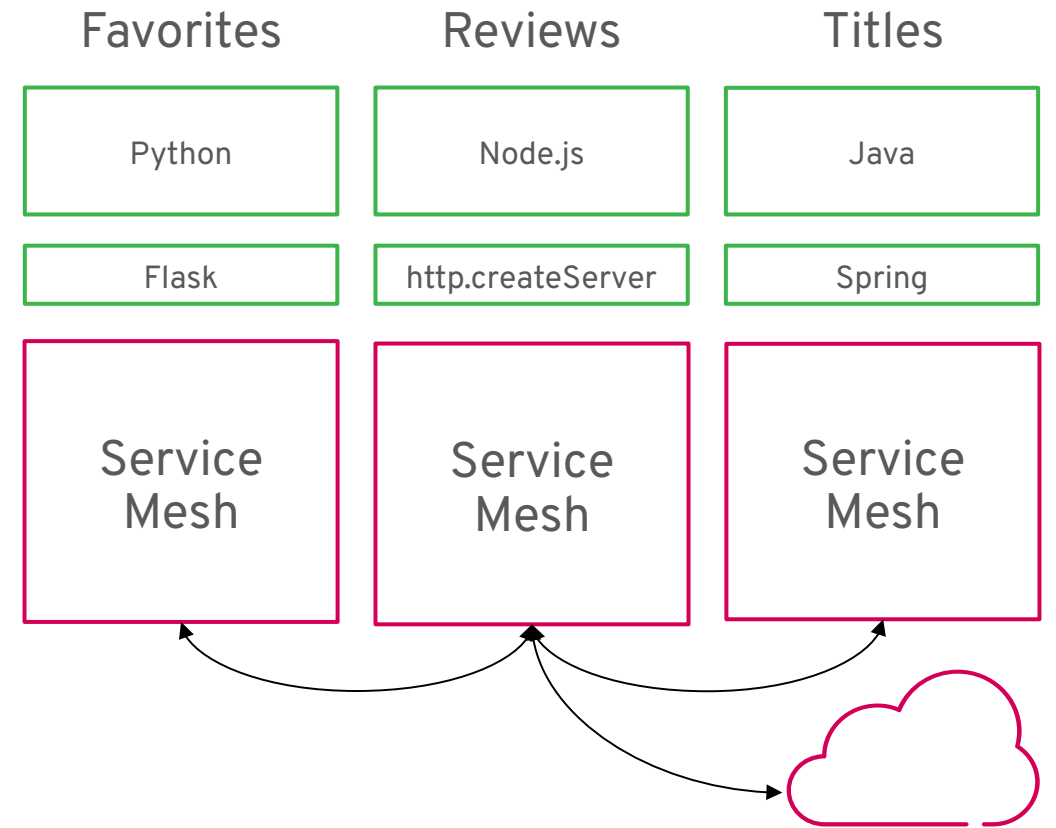 Favorites
Reviews
Titles
Python
Node.js
Java
Flask
http.createServer
Spring
Service
Mesh
Service
Mesh
Service
Mesh